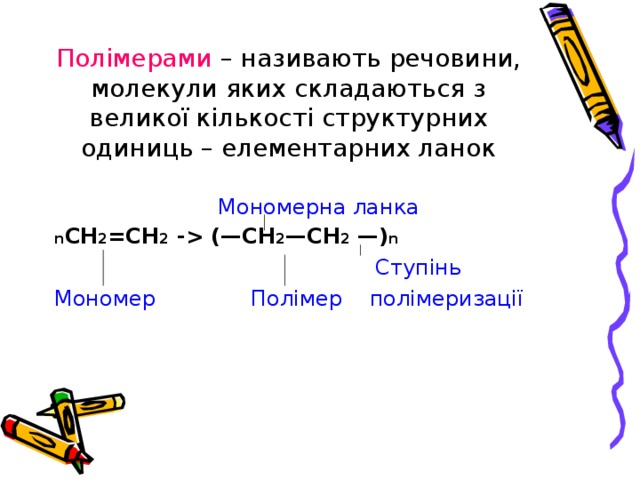 Полімерами – називають речовини,
молекули яких складаються з
великої кількості структурних
одиниць – елементарних ланок
Мономерна ланка
nCH2=CH2 -> (—CH2—CH2 —)n
Ступінь
Мономер Полімер полімеризації